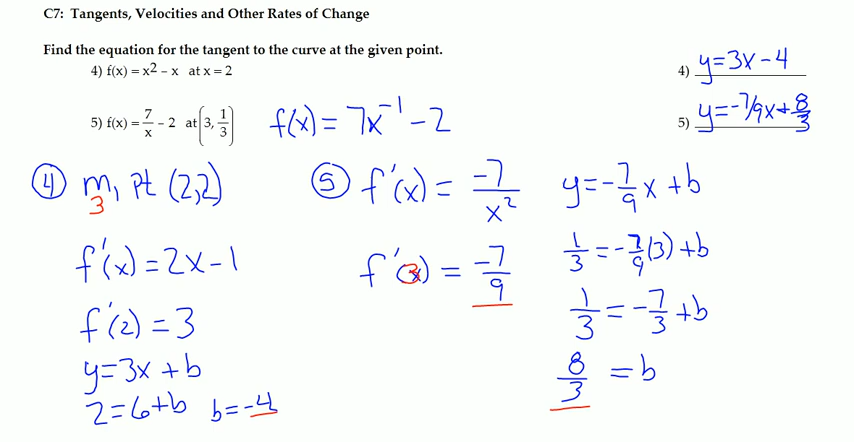 C7: Tangents, Velocities and Other Rates of Change
Find the equation for the tangent to the curve at the given point.
4) f(x) = x² – x at x = 2
4) y=3x-4
5) f(x) = 7/x – 2 at (3, 1/3)
f(x) = 7x⁻¹ - 2
5) y=-7/9x+8/3
④ m, pt (2,2)
3
f'(x) = 2x-1
f'(2) = 3
y=3x+b
2=6+b b=-4
⑤ f'(x) = -7/x²
f'(3) = -7/9
y=-7/9x+b
1/3=-7/9(3)+b
1/3=-7/3+b
8/3=b